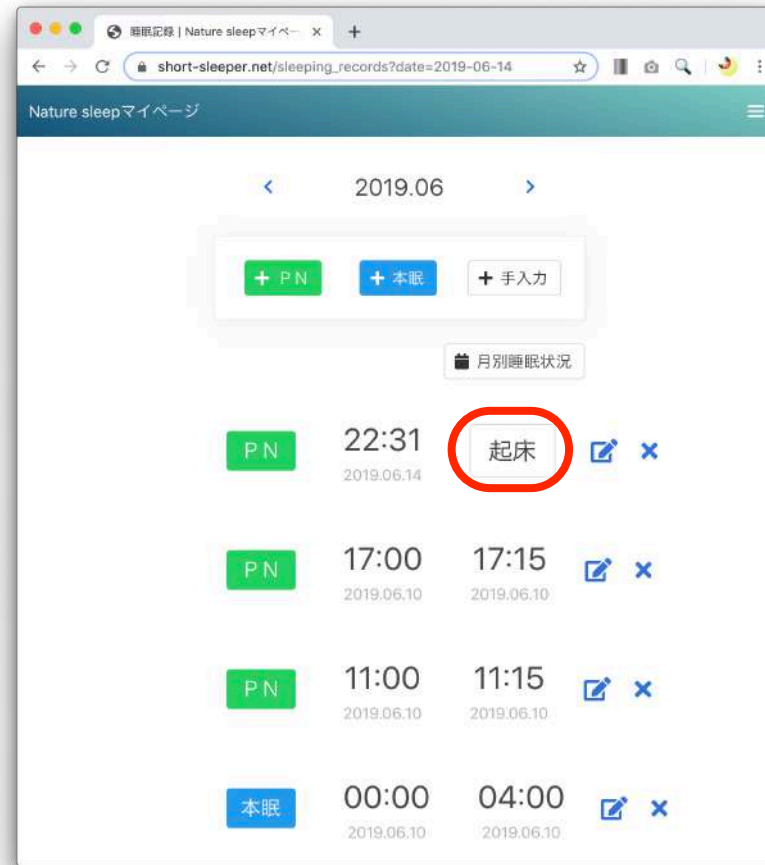 睡眠記録 | Nature sleepマイペー
short-sleeper.net/sleeping_records?date=2019-06-14
Nature sleepマイページ
2019.06
PN
本眠
手入力
月別睡眠状況
PN 22:31 起床
2019.06.14
PN 17:00 17:15
2019.06.10 2019.06.10
PN 11:00 11:15
2019.06.10 2019.06.10
本眠 00:00 04:00
2019.06.10 2019.06.10